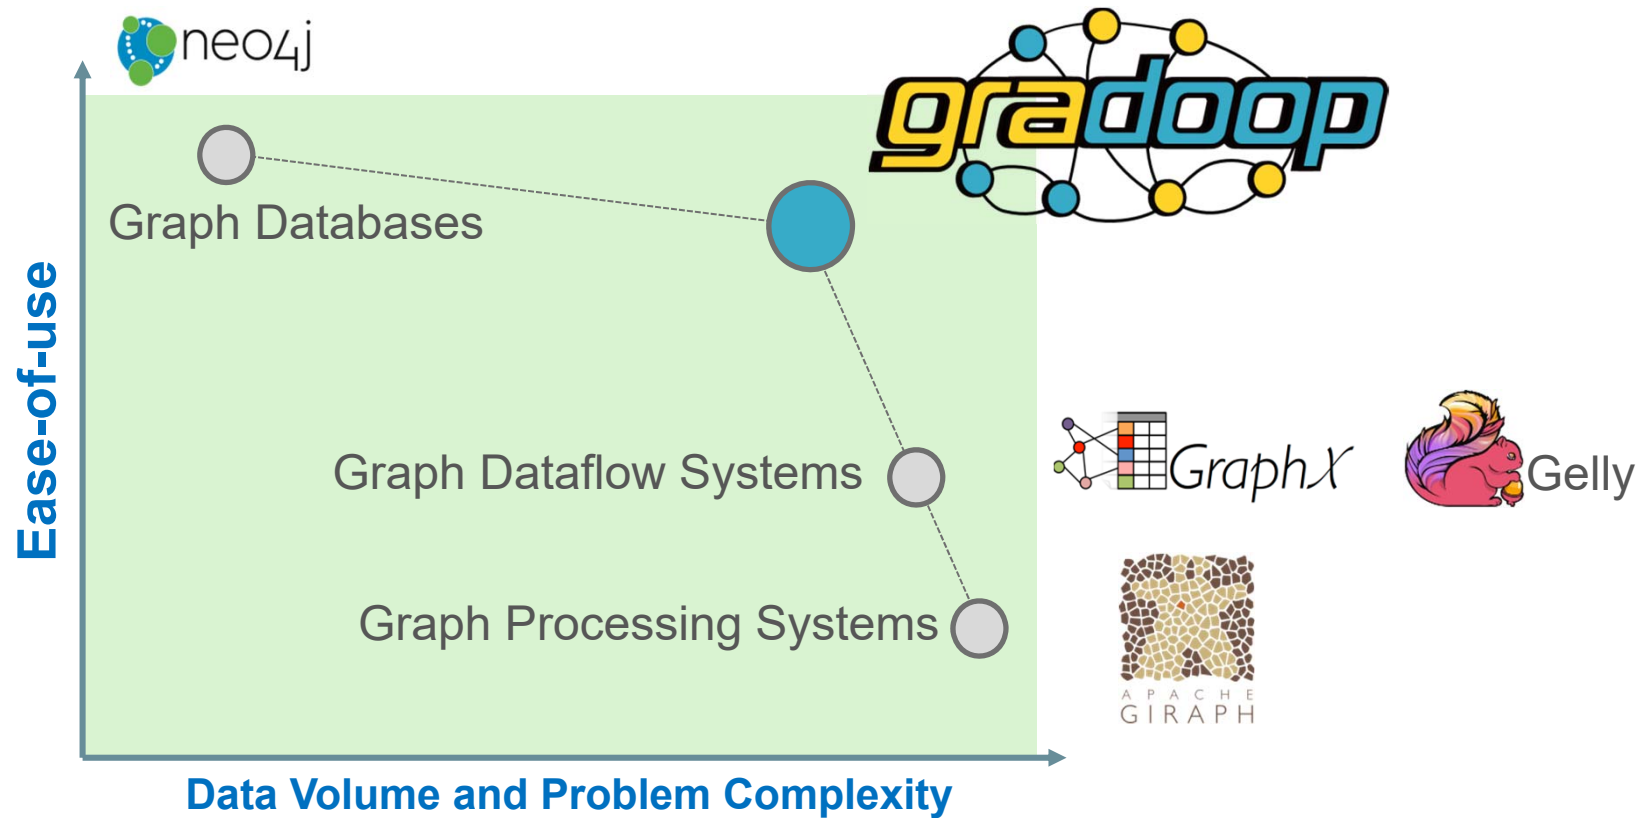 neo4j
gradoop
Graph Databases
Ease-of-use
Graph Dataflow Systems
GraphX
Gelly
Graph Processing Systems
APACHE
GIRAPH
Data Volume and Problem Complexity